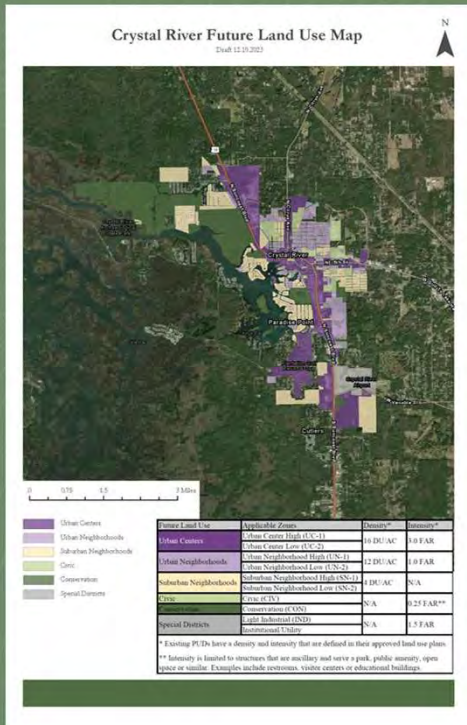 Crystal River Future Land Use Map
Draft 12.15.2023
N
Crystal River
Paradise Point
Crystal River
Airport
Cutlers
0 0.75 1.5 3 Miles
Urban Centers
Urban Neighborhoods
Suburban Neighborhoods
Civic
Conservation
Special Districts
Future Land Use Applicable Zones Density* Intensity*
Urban Centers Urban Center High (UC-1) 16 DU/AC 3.0 FAR
Urban Center Low (UC-2)
Urban Neighborhoods Urban Neighborhood High (UN-1) 12 DU/AC 1.0 FAR
Urban Neighborhood Low (UN-2)
Suburban Neighborhoods Suburban Neighborhood High (SN-1) 4 DU/AC N/A
Suburban Neighborhood Low (SN-2)
Civic Civic (CIV) N/A 0.25 FAR**
Conservation Conservation (CON)
Special Districts Light Industrial (IND) N/A 1.5 FAR
Institutional Utility
* Existing PUDs have a density and intensity that are defined in their approved land use plans.
** Intensity is limited to structures that are ancillary and serve a park, public amenity, open
space or similar. Examples include restrooms, visitor centers or educational buildings.